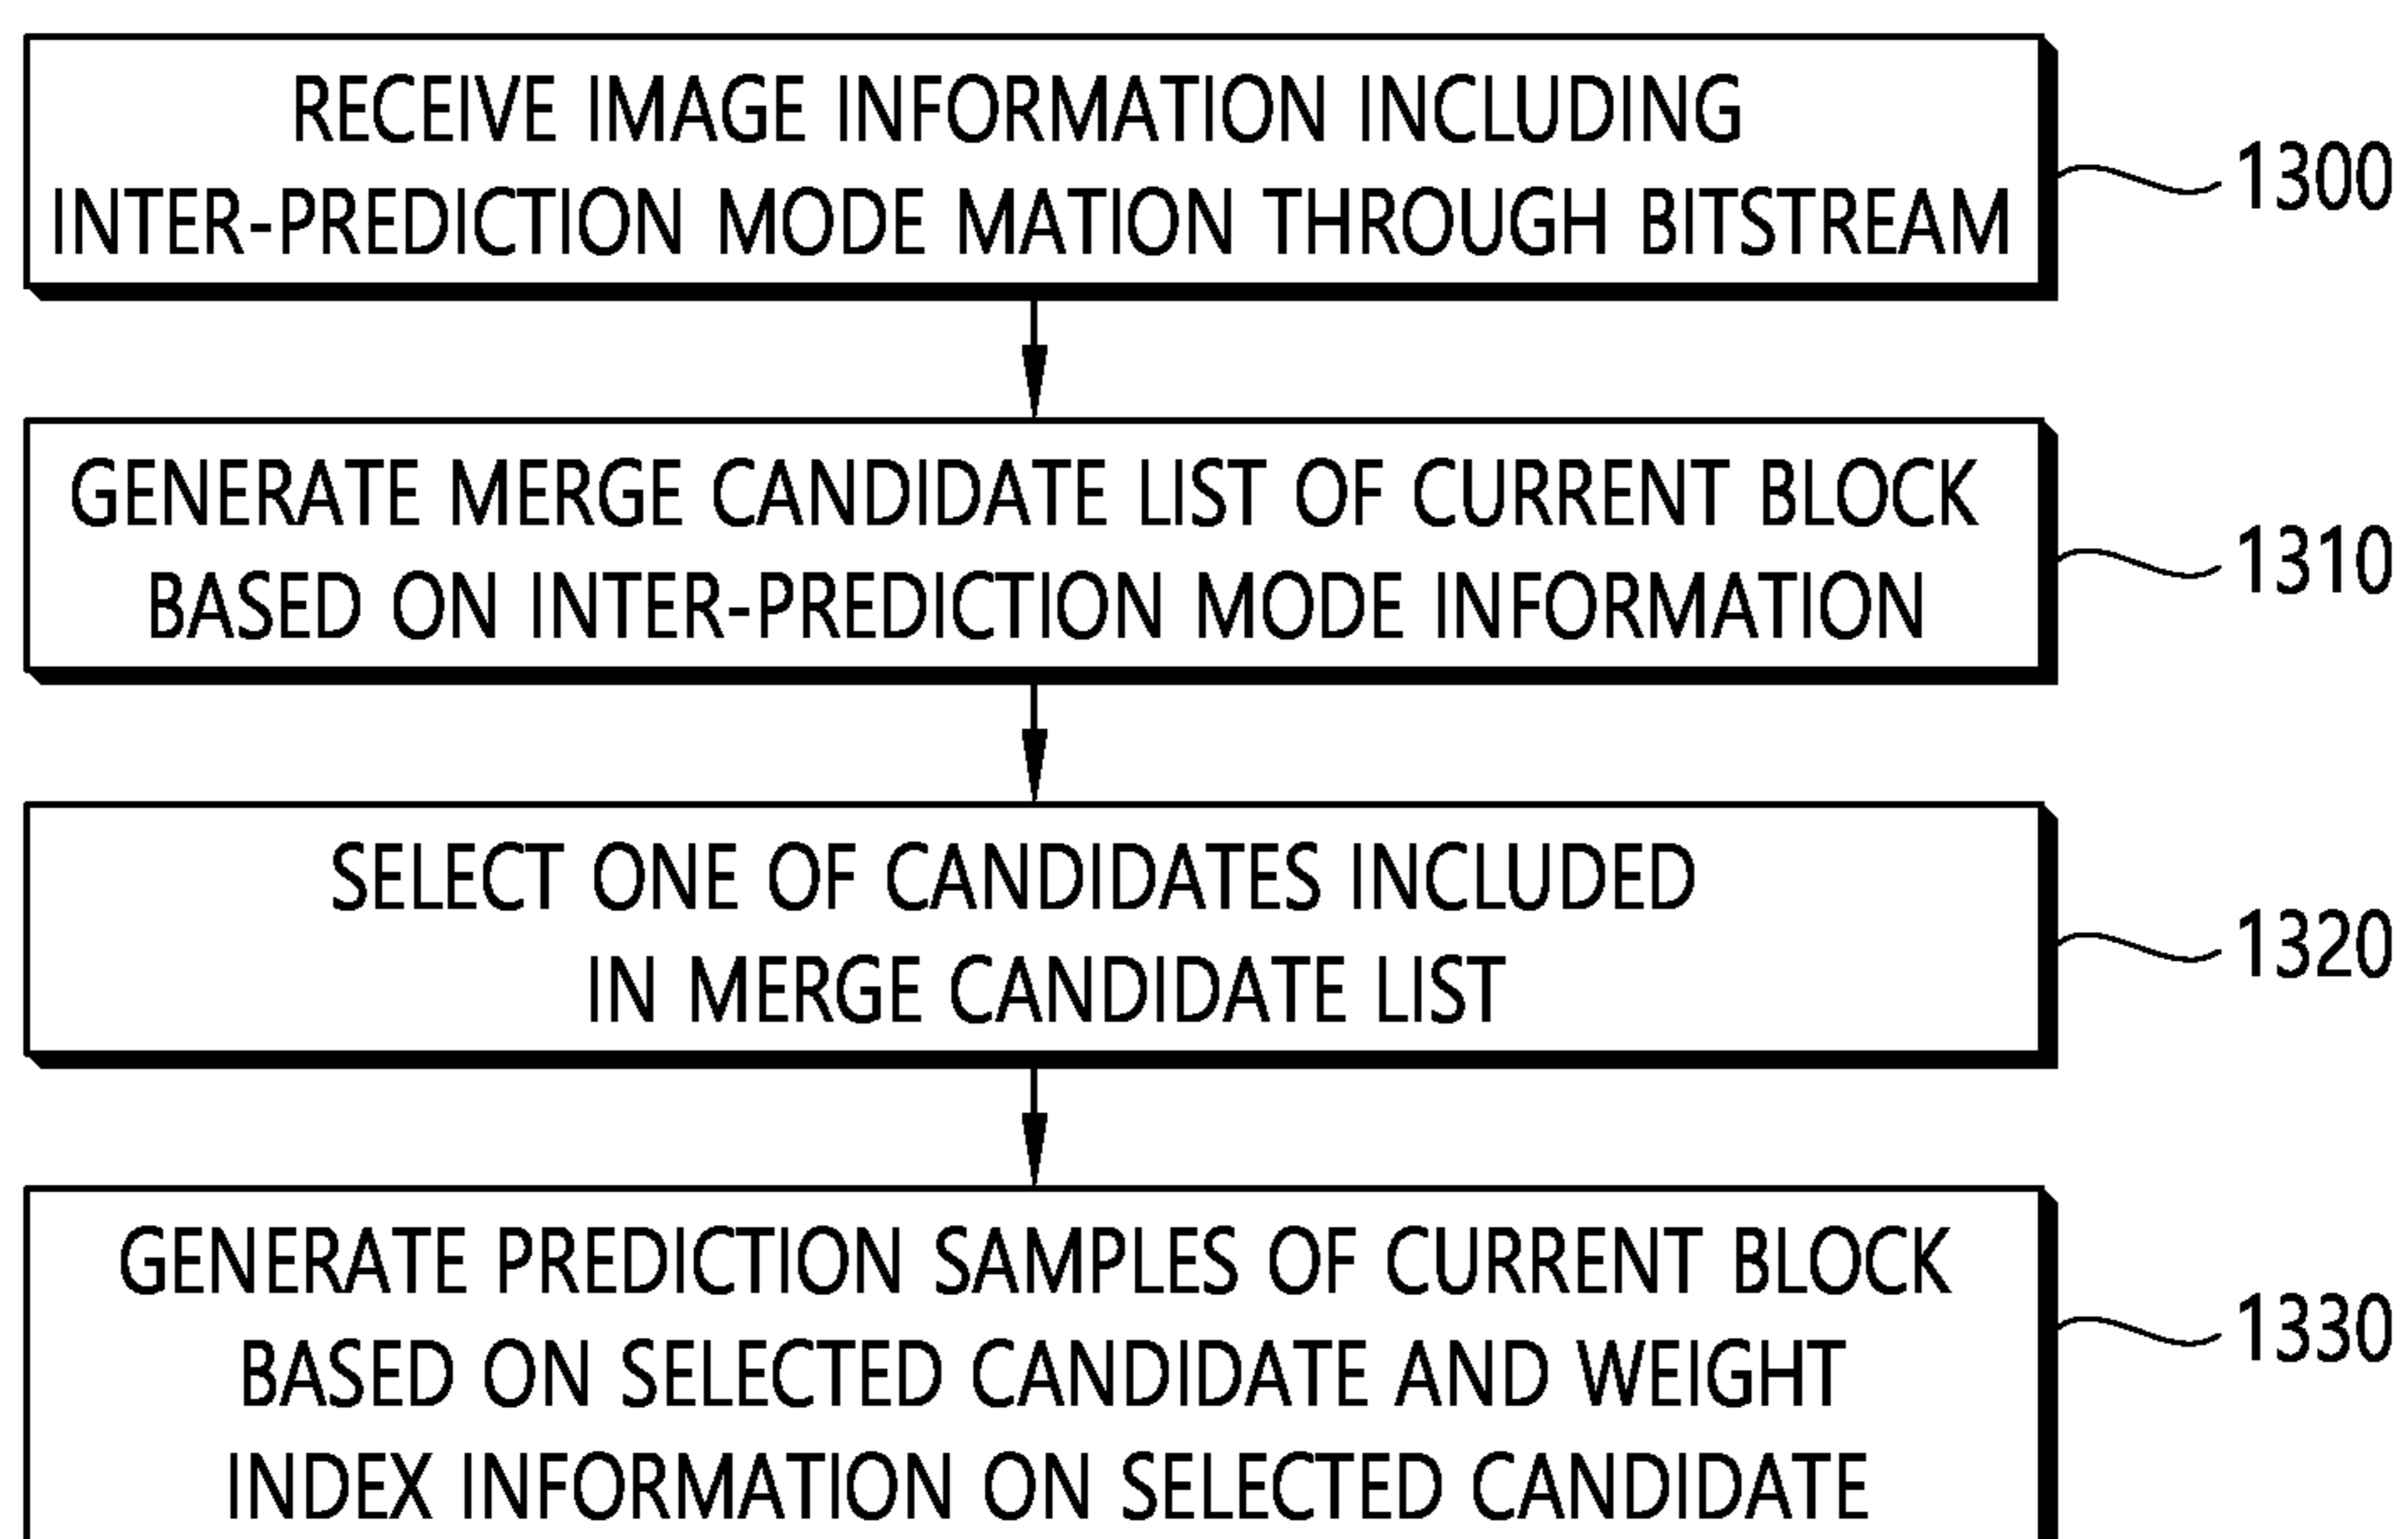 RECEIVE IMAGE INFORMATION INCLUDING
INTER-PREDICTION MODE MATION THROUGH BITSTREAM
1300
GENERATE MERGE CANDIDATE LIST OF CURRENT BLOCK
BASED ON INTER-PREDICTION MODE INFORMATION
1310
SELECT ONE OF CANDIDATES INCLUDED
IN MERGE CANDIDATE LIST
1320
GENERATE PREDICTION SAMPLES OF CURRENT BLOCK
BASED ON SELECTED CANDIDATE AND WEIGHT
INDEX INFORMATION ON SELECTED CANDIDATE
1330